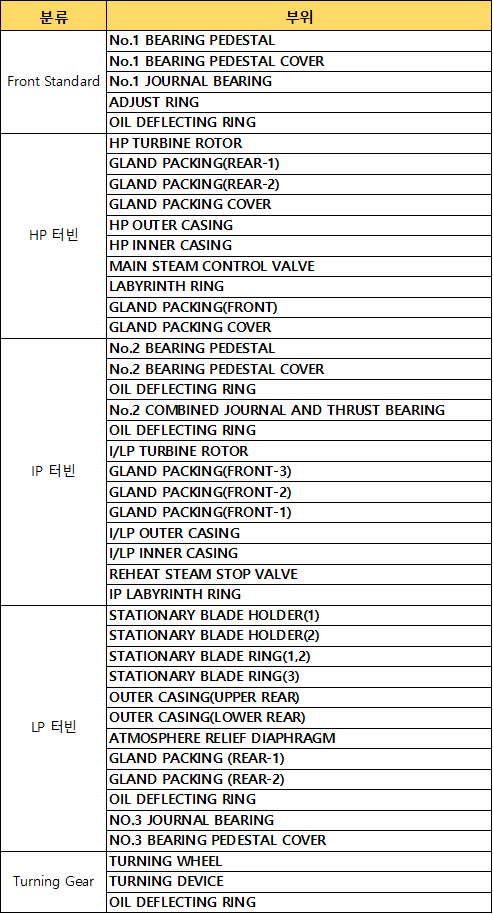 분류 부위
Front Standard
No.1 BEARING PEDESTAL
No.1 BEARING PEDESTAL COVER
No.1 JOURNAL BEARING
ADJUST RING
OIL DEFLECTING RING
HP 터빈
HP TURBINE ROTOR
GLAND PACKING(REAR-1)
GLAND PACKING(REAR-2)
GLAND PACKING COVER
HP OUTER CASING
HP INNER CASING
MAIN STEAM CONTROL VALVE
LABYRINTH RING
GLAND PACKING(FRONT)
GLAND PACKING COVER
IP 터빈
No.2 BEARING PEDESTAL
No.2 BEARING PEDESTAL COVER
OIL DEFLECTING RING
No.2 COMBINED JOURNAL AND THRUST BEARING
OIL DEFLECTING RING
I/LP TURBINE ROTOR
GLAND PACKING(FRONT-3)
GLAND PACKING(FRONT-2)
GLAND PACKING(FRONT-1)
I/LP OUTER CASING
I/LP INNER CASING
REHEAT STEAM STOP VALVE
IP LABYRINTH RING
LP 터빈
STATIONARY BLADE HOLDER(1)
STATIONARY BLADE HOLDER(2)
STATIONARY BLADE RING(1,2)
STATIONARY BLADE RING(3)
OUTER CASING(UPPER REAR)
OUTER CASING(LOWER REAR)
ATMOSPHERE RELIEF DIAPHRAGM
GLAND PACKING (REAR-1)
GLAND PACKING (REAR-2)
OIL DEFLECTING RING
NO.3 JOURNAL BEARING
NO.3 BEARING PEDESTAL COVER
Turning Gear
TURNING WHEEL
TURNING DEVICE
OIL DEFLECTING RING